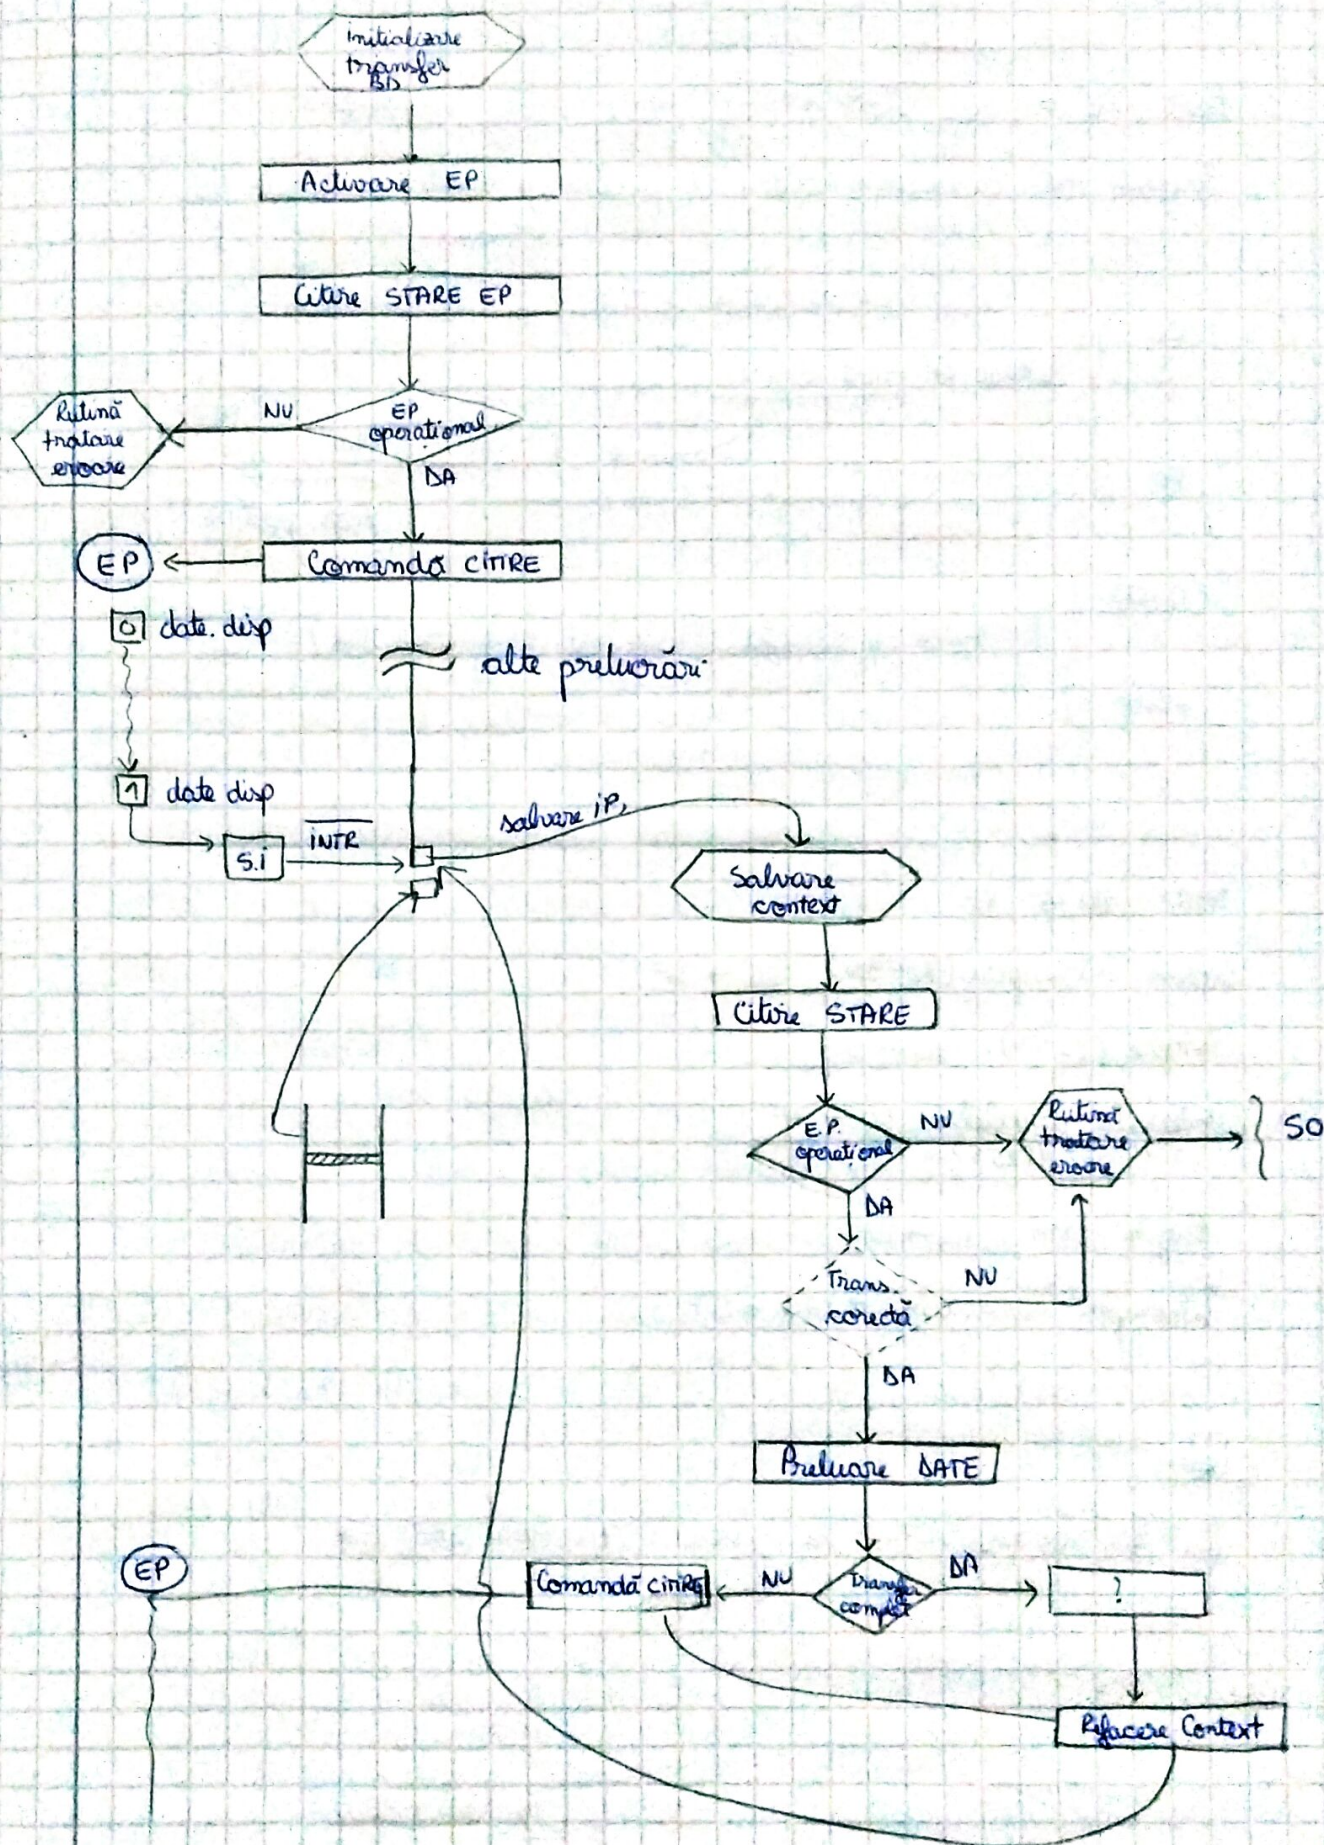 Initializare
transfer
BD
Activare EP
Citire STARE EP
Rutină
tratare
eroare
NU
EP
operațional
DA
EP
Comandă CITIRE
0 date disp
alte prelucrări
1 date disp
S.i
INTR
salvare IP,
Salvare
context
Citire STARE
E.P.
operațional
NU
Rutină
tratare
eroare
SO
DA
Trans.
corectă
NU
DA
Preluare DATE
EP
Comandă CITIRE
NU
Transfer
complet
DA
?
Refacere Context